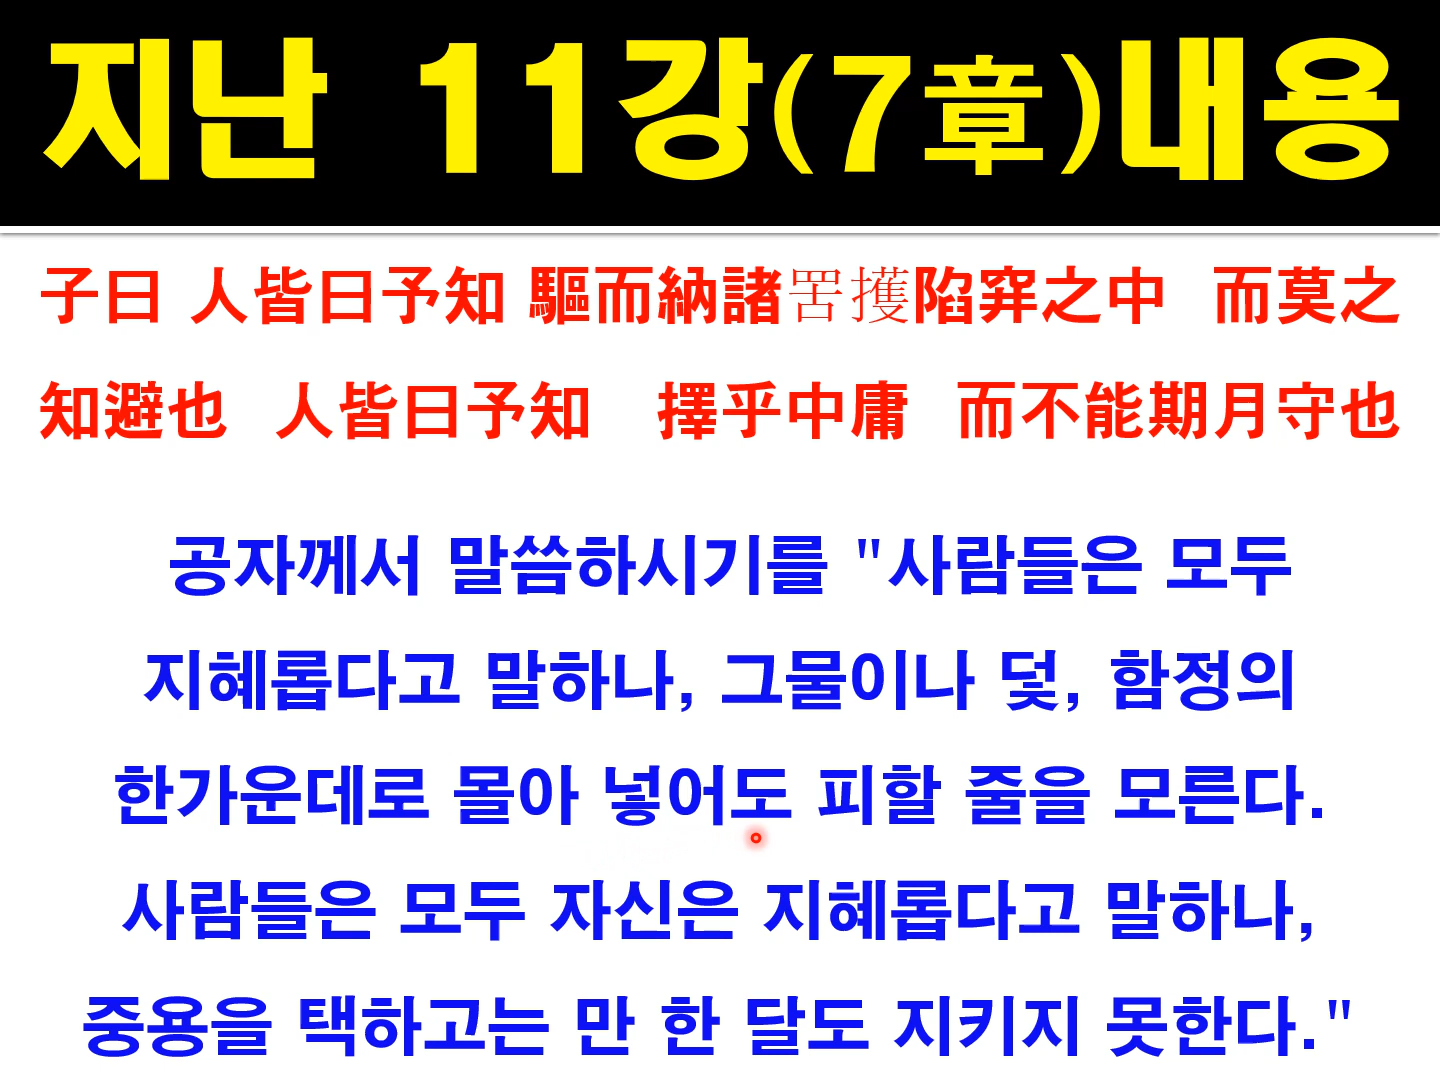 지난 11강(7章)내용
子曰 人皆曰予知 驅而納諸罟擭陷穽之中 而莫之
知避也 人皆曰予知 擇乎中庸 而不能期月守也
공자께서 말씀하시기를 "사람들은 모두
지혜롭다고 말하나, 그물이나 덫, 함정의
한가운데로 몰아 넣어도 피할 줄을 모른다.
사람들은 모두 자신은 지혜롭다고 말하나,
중용을 택하고는 만 한 달도 지키지 못한다."